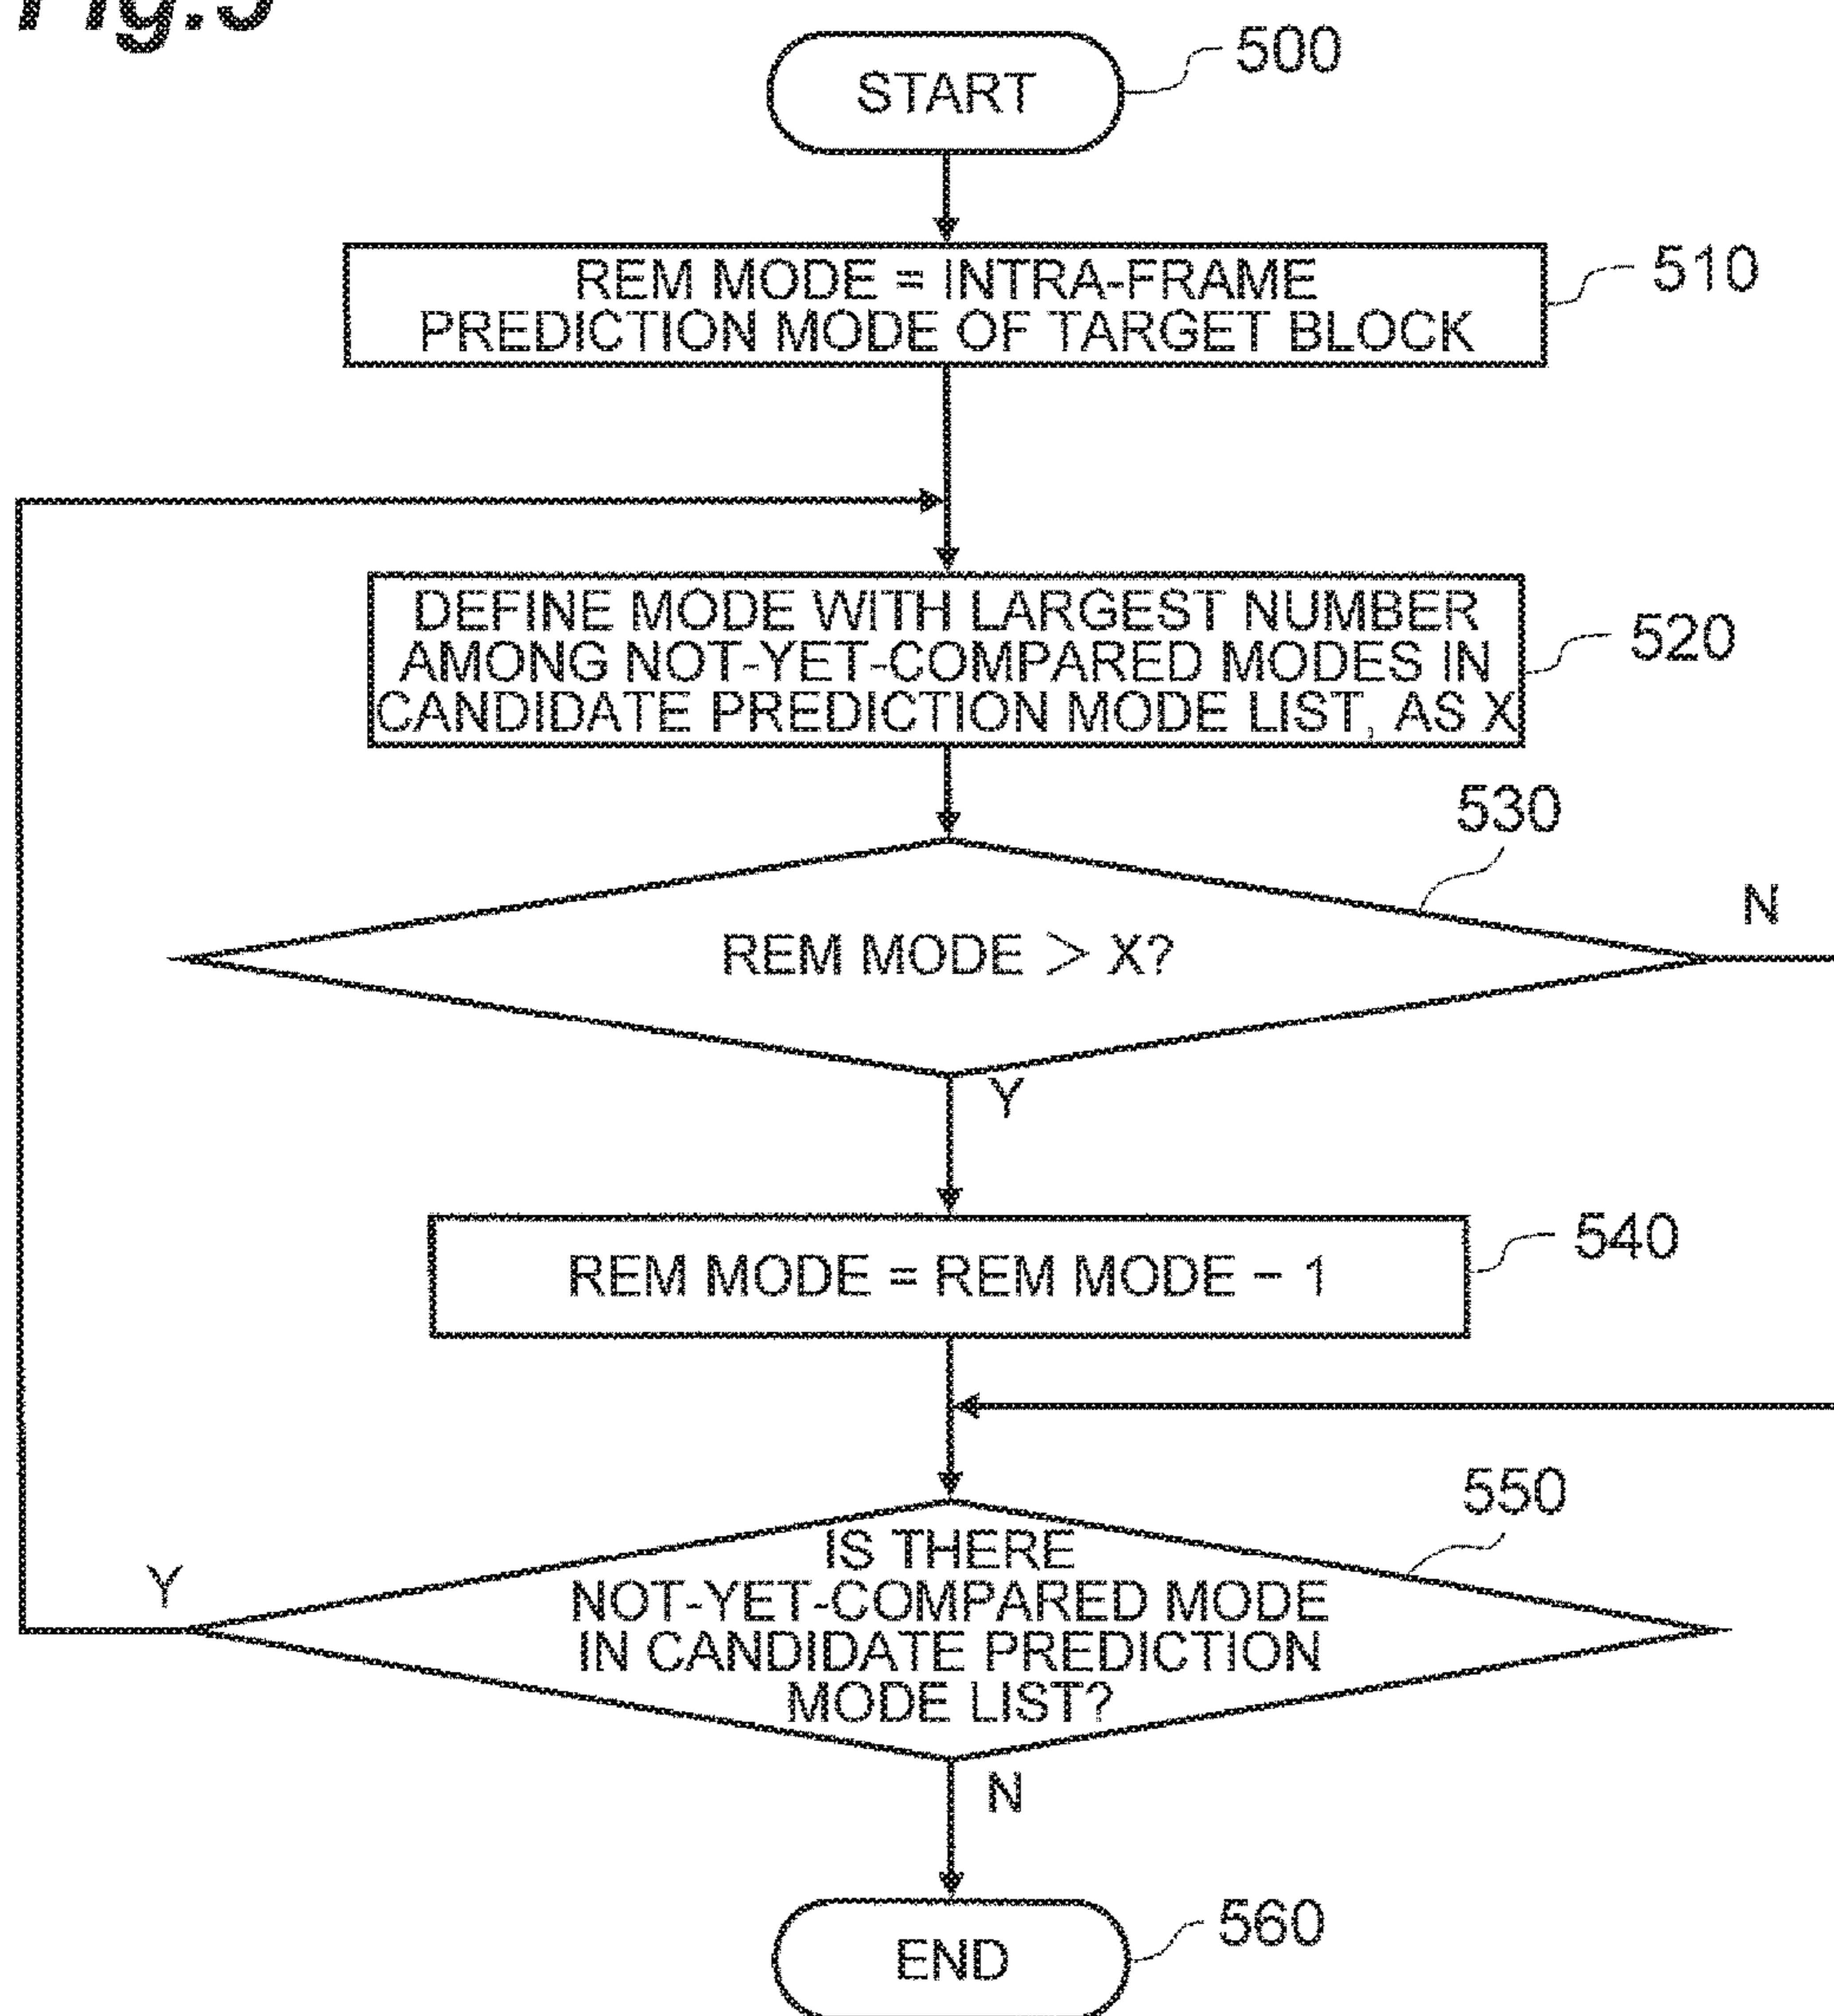 Fig.5
START
500
REM MODE = INTRA-FRAME
PREDICTION MODE OF TARGET BLOCK
510
DEFINE MODE WITH LARGEST NUMBER
AMONG NOT-YET-COMPARED MODES IN
CANDIDATE PREDICTION MODE LIST, AS X
520
530
REM MODE > X?
N
Y
REM MODE = REM MODE − 1
540
550
IS THERE
NOT-YET-COMPARED MODE
IN CANDIDATE PREDICTION
MODE LIST?
Y
N
END
560